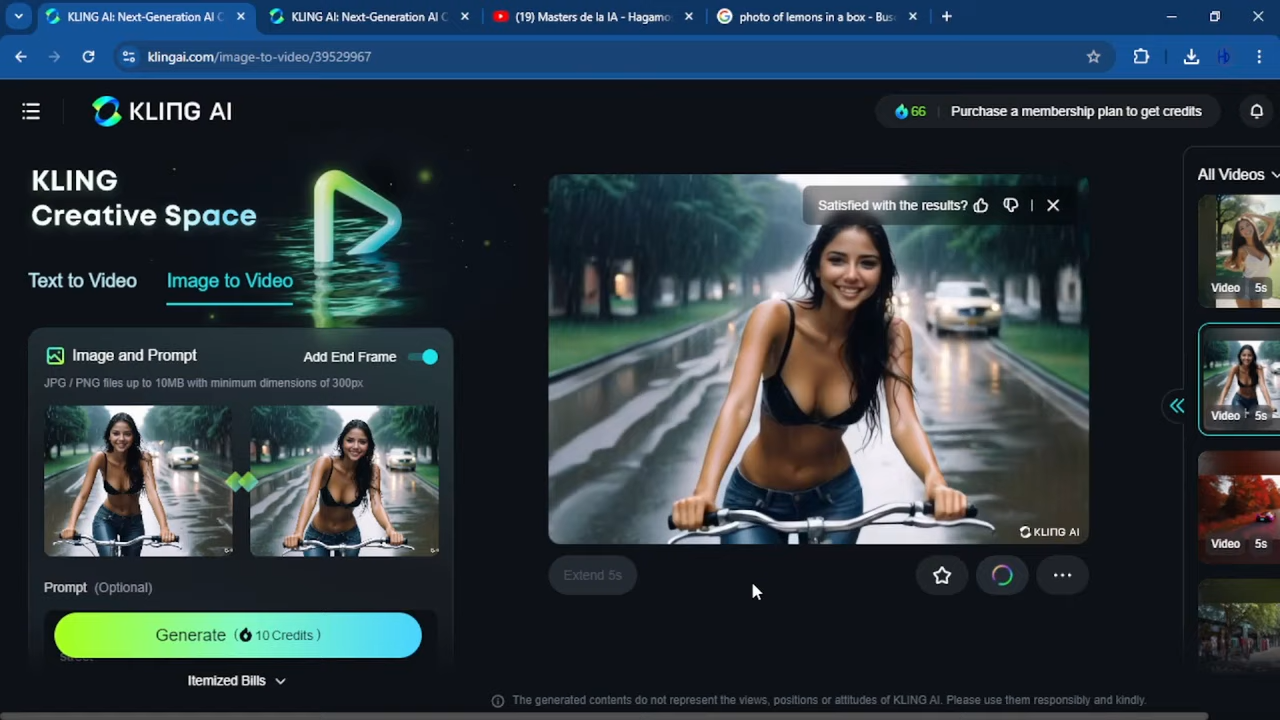 KLING AI: Next-Generation AI C
KLING AI: Next-Generation AI C
(19) Masters de la IA - Hagamo
photo of lemons in a box - Bus
klingai.com/image-to-video/39529967
KLING AI
66
Purchase a membership plan to get credits
KLING
Creative Space
Text to Video
Image to Video
Image and Prompt
Add End Frame
JPG / PNG files up to 10MB with minimum dimensions of 300px
Prompt (Optional)
Generate ( 10 Credits )
Itemized Bills
Satisfied with the results?
KLING AI
Extend 5s
All Videos
Video 5s
Video 5s
Video 5s
The generated contents do not represent the views, positions or attitudes of KLING AI. Please use them responsibly and kindly.